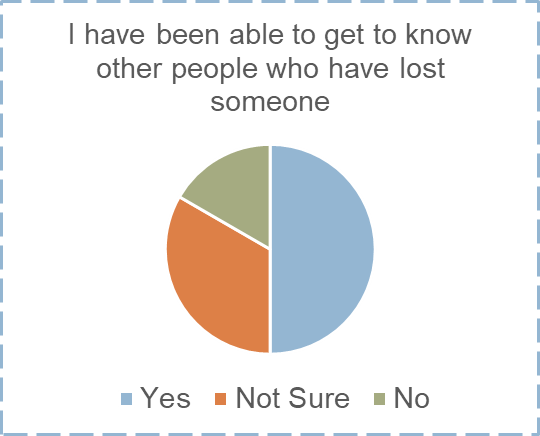 I have been able to get to know
other people who have lost
someone
Yes Not Sure No